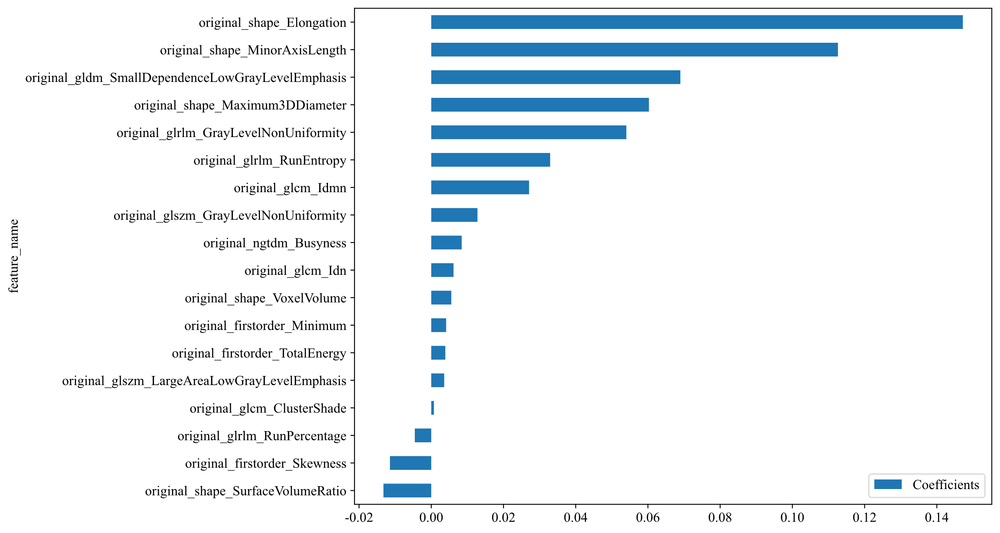 original_shape_Elongation
original_shape_MinorAxisLength
original_gldm_SmallDependenceLowGrayLevelEmphasis
original_shape_Maximum3DDiameter
original_glrlm_GrayLevelNonUniformity
original_glrlm_RunEntropy
original_glcm_Idmn
original_glszm_GrayLevelNonUniformity
original_ngtdm_Busyness
original_glcm_Idn
original_shape_VoxelVolume
original_firstorder_Minimum
original_firstorder_TotalEnergy
original_glszm_LargeAreaLowGrayLevelEmphasis
original_glcm_ClusterShade
original_glrlm_RunPercentage
original_firstorder_Skewness
original_shape_SurfaceVolumeRatio
feature_name
Coefficients
-0.02 0.00 0.02 0.04 0.06 0.08 0.10 0.12 0.14